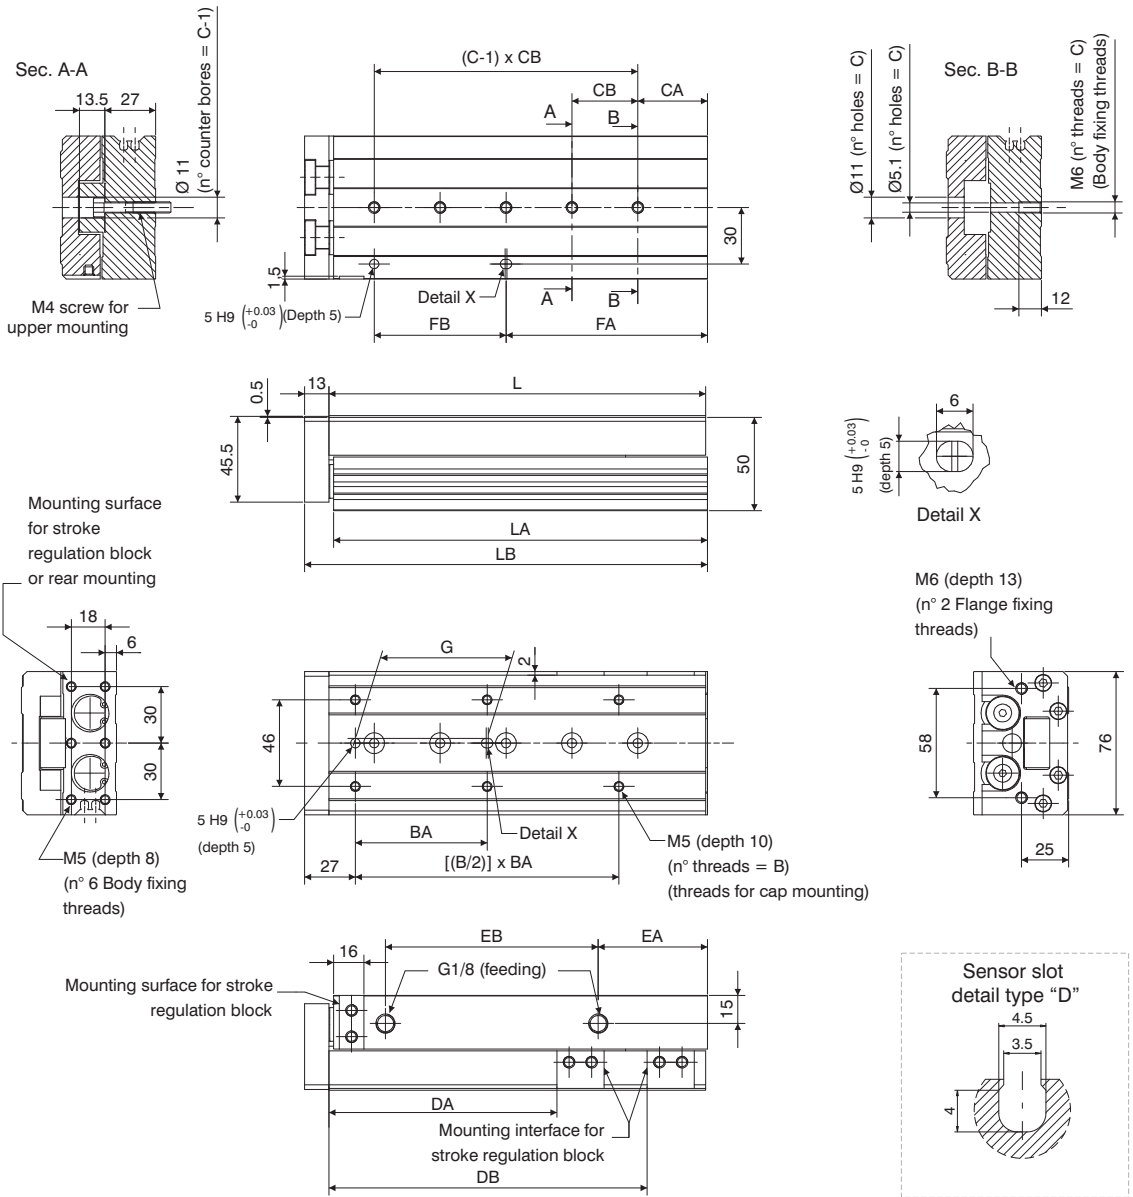 Sec. A-A
13.5
27
Ø 11
(n° counter bores = C-1)
M4 screw for
upper mounting
(C-1) x CB
CB
CA
A
B
30
1.5
Detail X
A
B
5 H9 (+0.03 -0)(Depth 5)
FB
FA
Sec. B-B
Ø11 (n° holes = C)
Ø5.1 (n° holes = C)
M6 (n° threads = C)
(Body fixing threads)
12
0.5
13
L
45.5
50
LA
LB
6
5 H9 (+0.03 -0)
(depth 5)
Detail X
Mounting surface
for stroke
regulation block
or rear mounting
18
6
30
30
M5 (depth 8)
(n° 6 Body fixing
threads)
G
2
46
5 H9 (+0.03 -0)
(depth 5)
BA
Detail X
27
[(B/2)] x BA
M5 (depth 10)
(n° threads = B)
(threads for cap mounting)
M6 (depth 13)
(n° 2 Flange fixing
threads)
58
76
25
EB
EA
16
G1/8 (feeding)
15
Mounting surface for stroke
regulation block
DA
Mounting interface for
stroke regulation block
DB
Sensor slot
detail type “D”
4.5
3.5
4